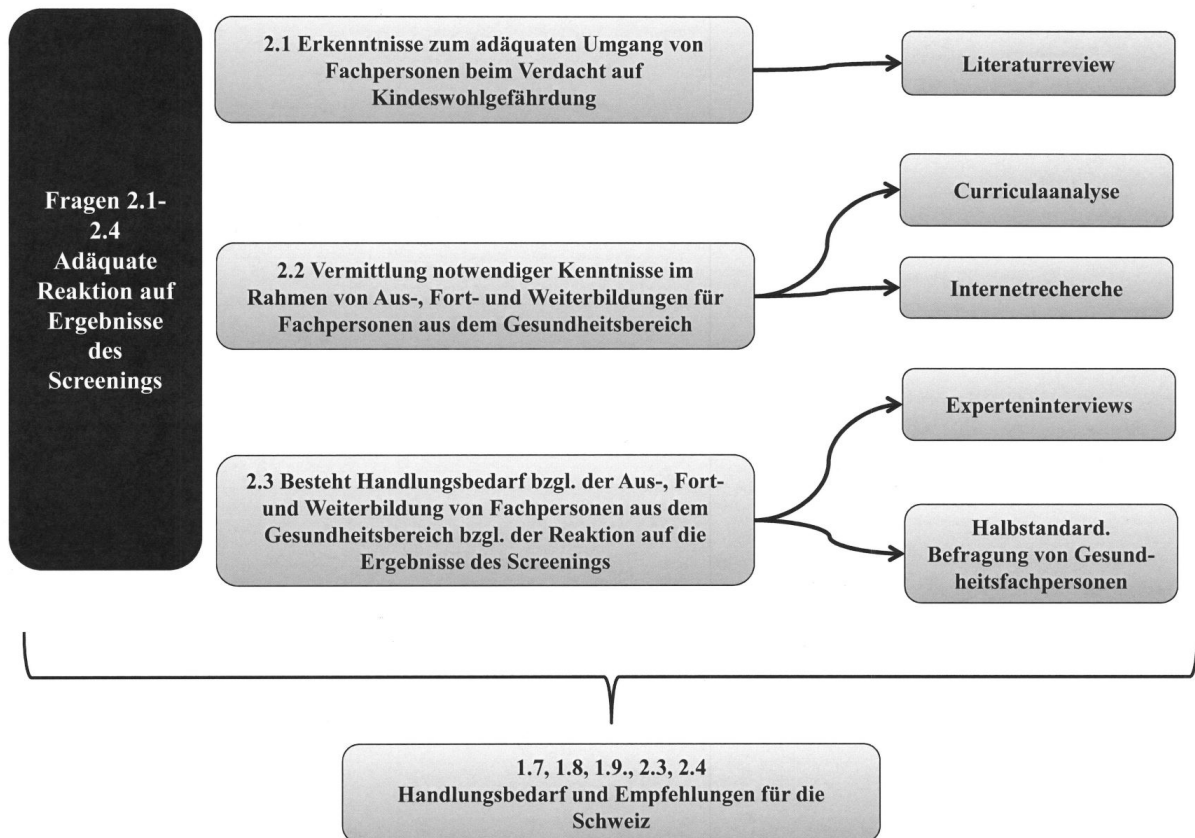 Fragen 2.1-
2.4
Adäquate
Reaktion auf
Ergebnisse
des
Screenings
2.1 Erkenntnisse zum adäquaten Umgang von
Fachpersonen beim Verdacht auf
Kindeswohlgefährdung
Literaturreview
2.2 Vermittlung notwendiger Kenntnisse im
Rahmen von Aus-, Fort- und Weiterbildungen für
Fachpersonen aus dem Gesundheitsbereich
Curriculaanalyse
Internetrecherche
2.3 Besteht Handlungsbedarf bzgl. der Aus-, Fort-
und Weiterbildung von Fachpersonen aus dem
Gesundheitsbereich bzgl. der Reaktion auf die
Ergebnisse des Screenings
Experteninterviews
Halbstandard.
Befragung von Gesund-
heitsfachpersonen
1.7, 1.8, 1.9., 2.3, 2.4
Handlungsbedarf und Empfehlungen für die
Schweiz